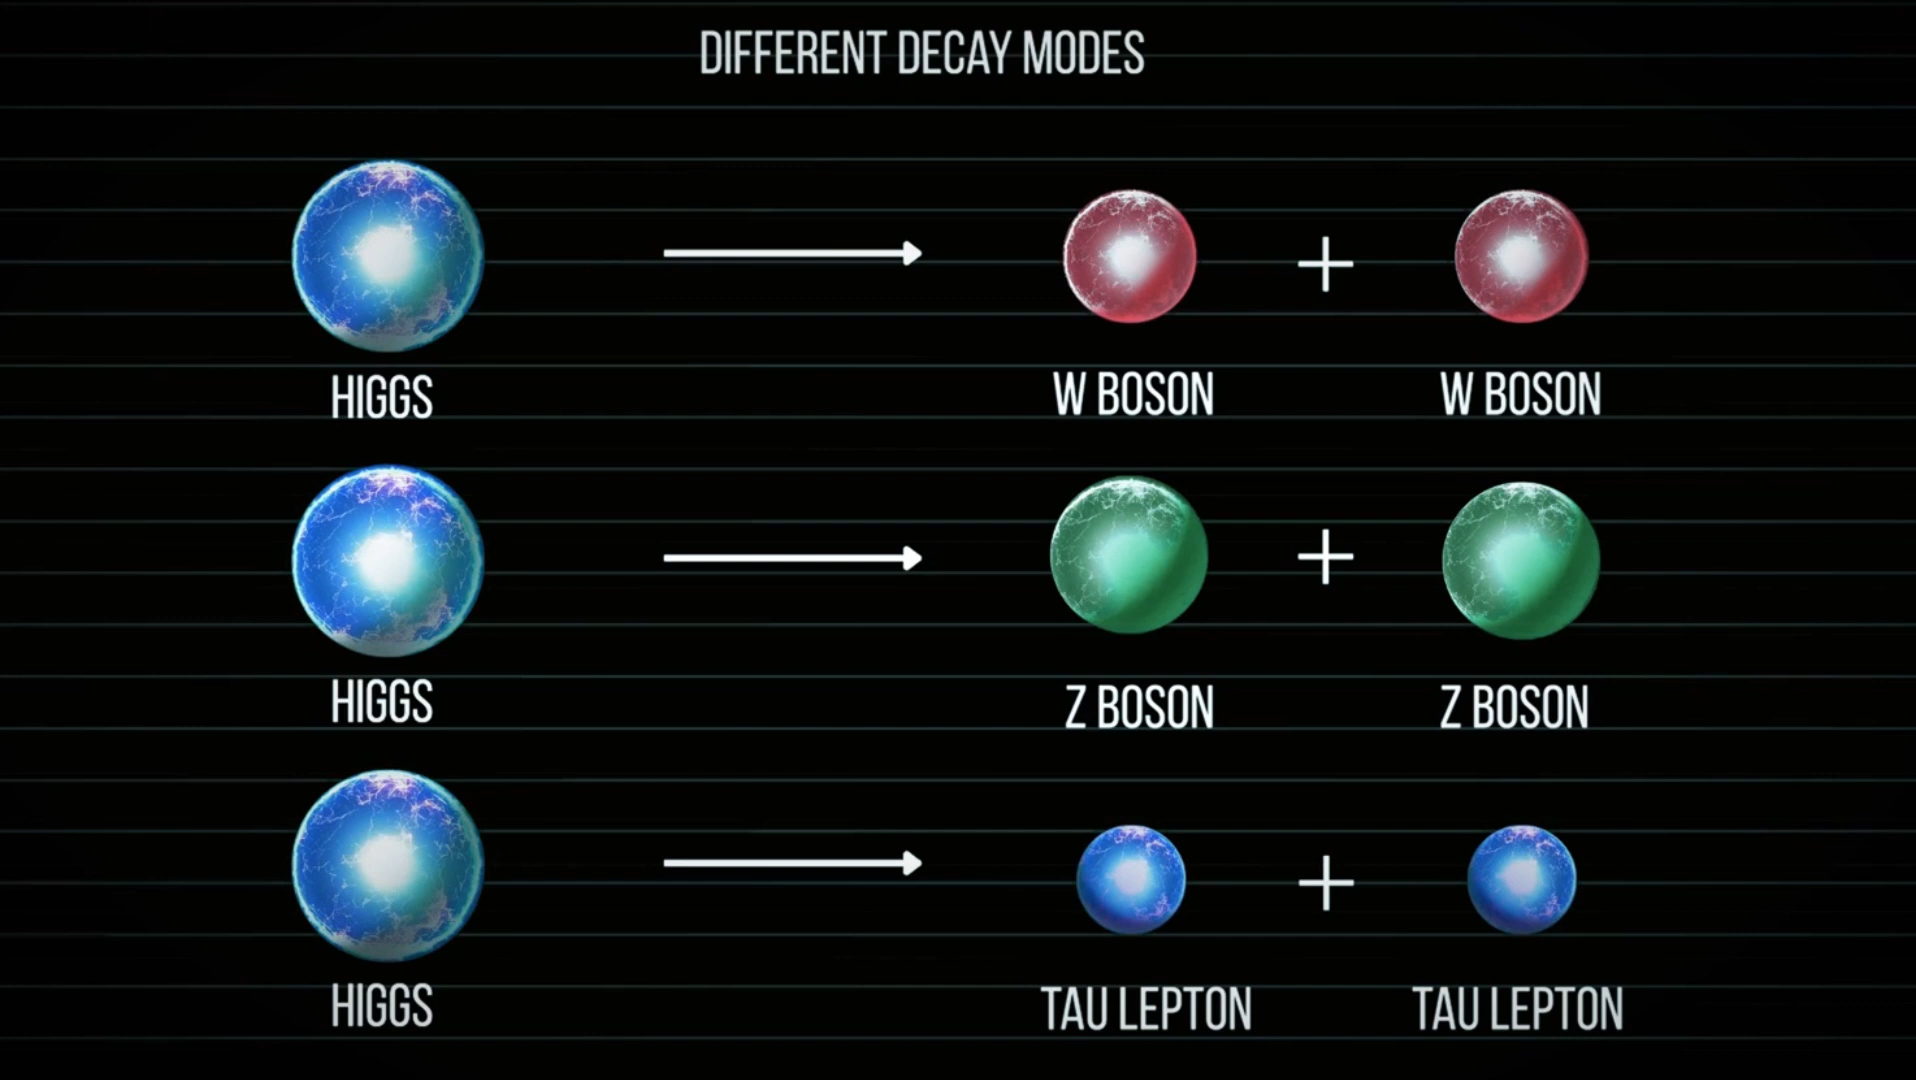 DIFFERENT DECAY MODES
HIGGS
W BOSON + W BOSON
HIGGS
Z BOSON + Z BOSON
HIGGS
TAU LEPTON + TAU LEPTON